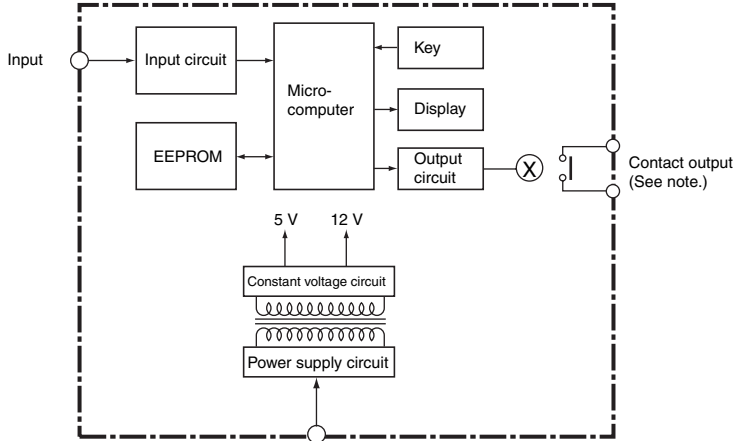 Input
Input circuit
Micro-
computer
Key
Display
EEPROM
Output
circuit
X
Contact output
(See note.)
5 V
12 V
Constant voltage circuit
Power supply circuit